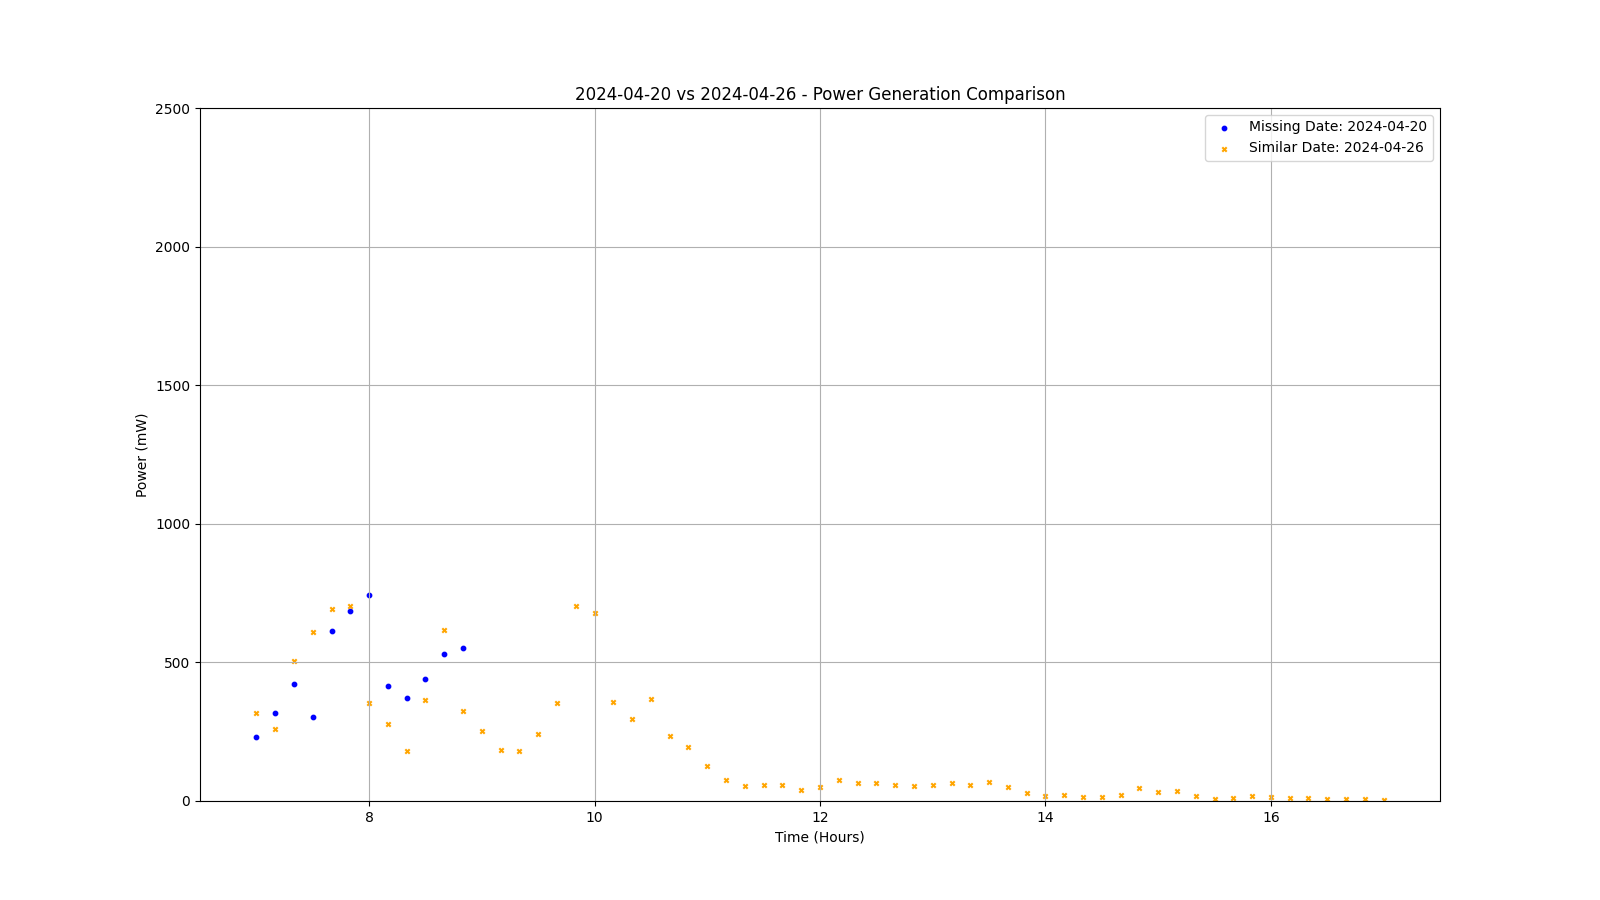 2024-04-20 vs 2024-04-26 - Power Generation Comparison
Missing Date: 2024-04-20
Similar Date: 2024-04-26
Power (mW)
2500
2000
1500
1000
500
0
8
10
12
14
16
Time (Hours)